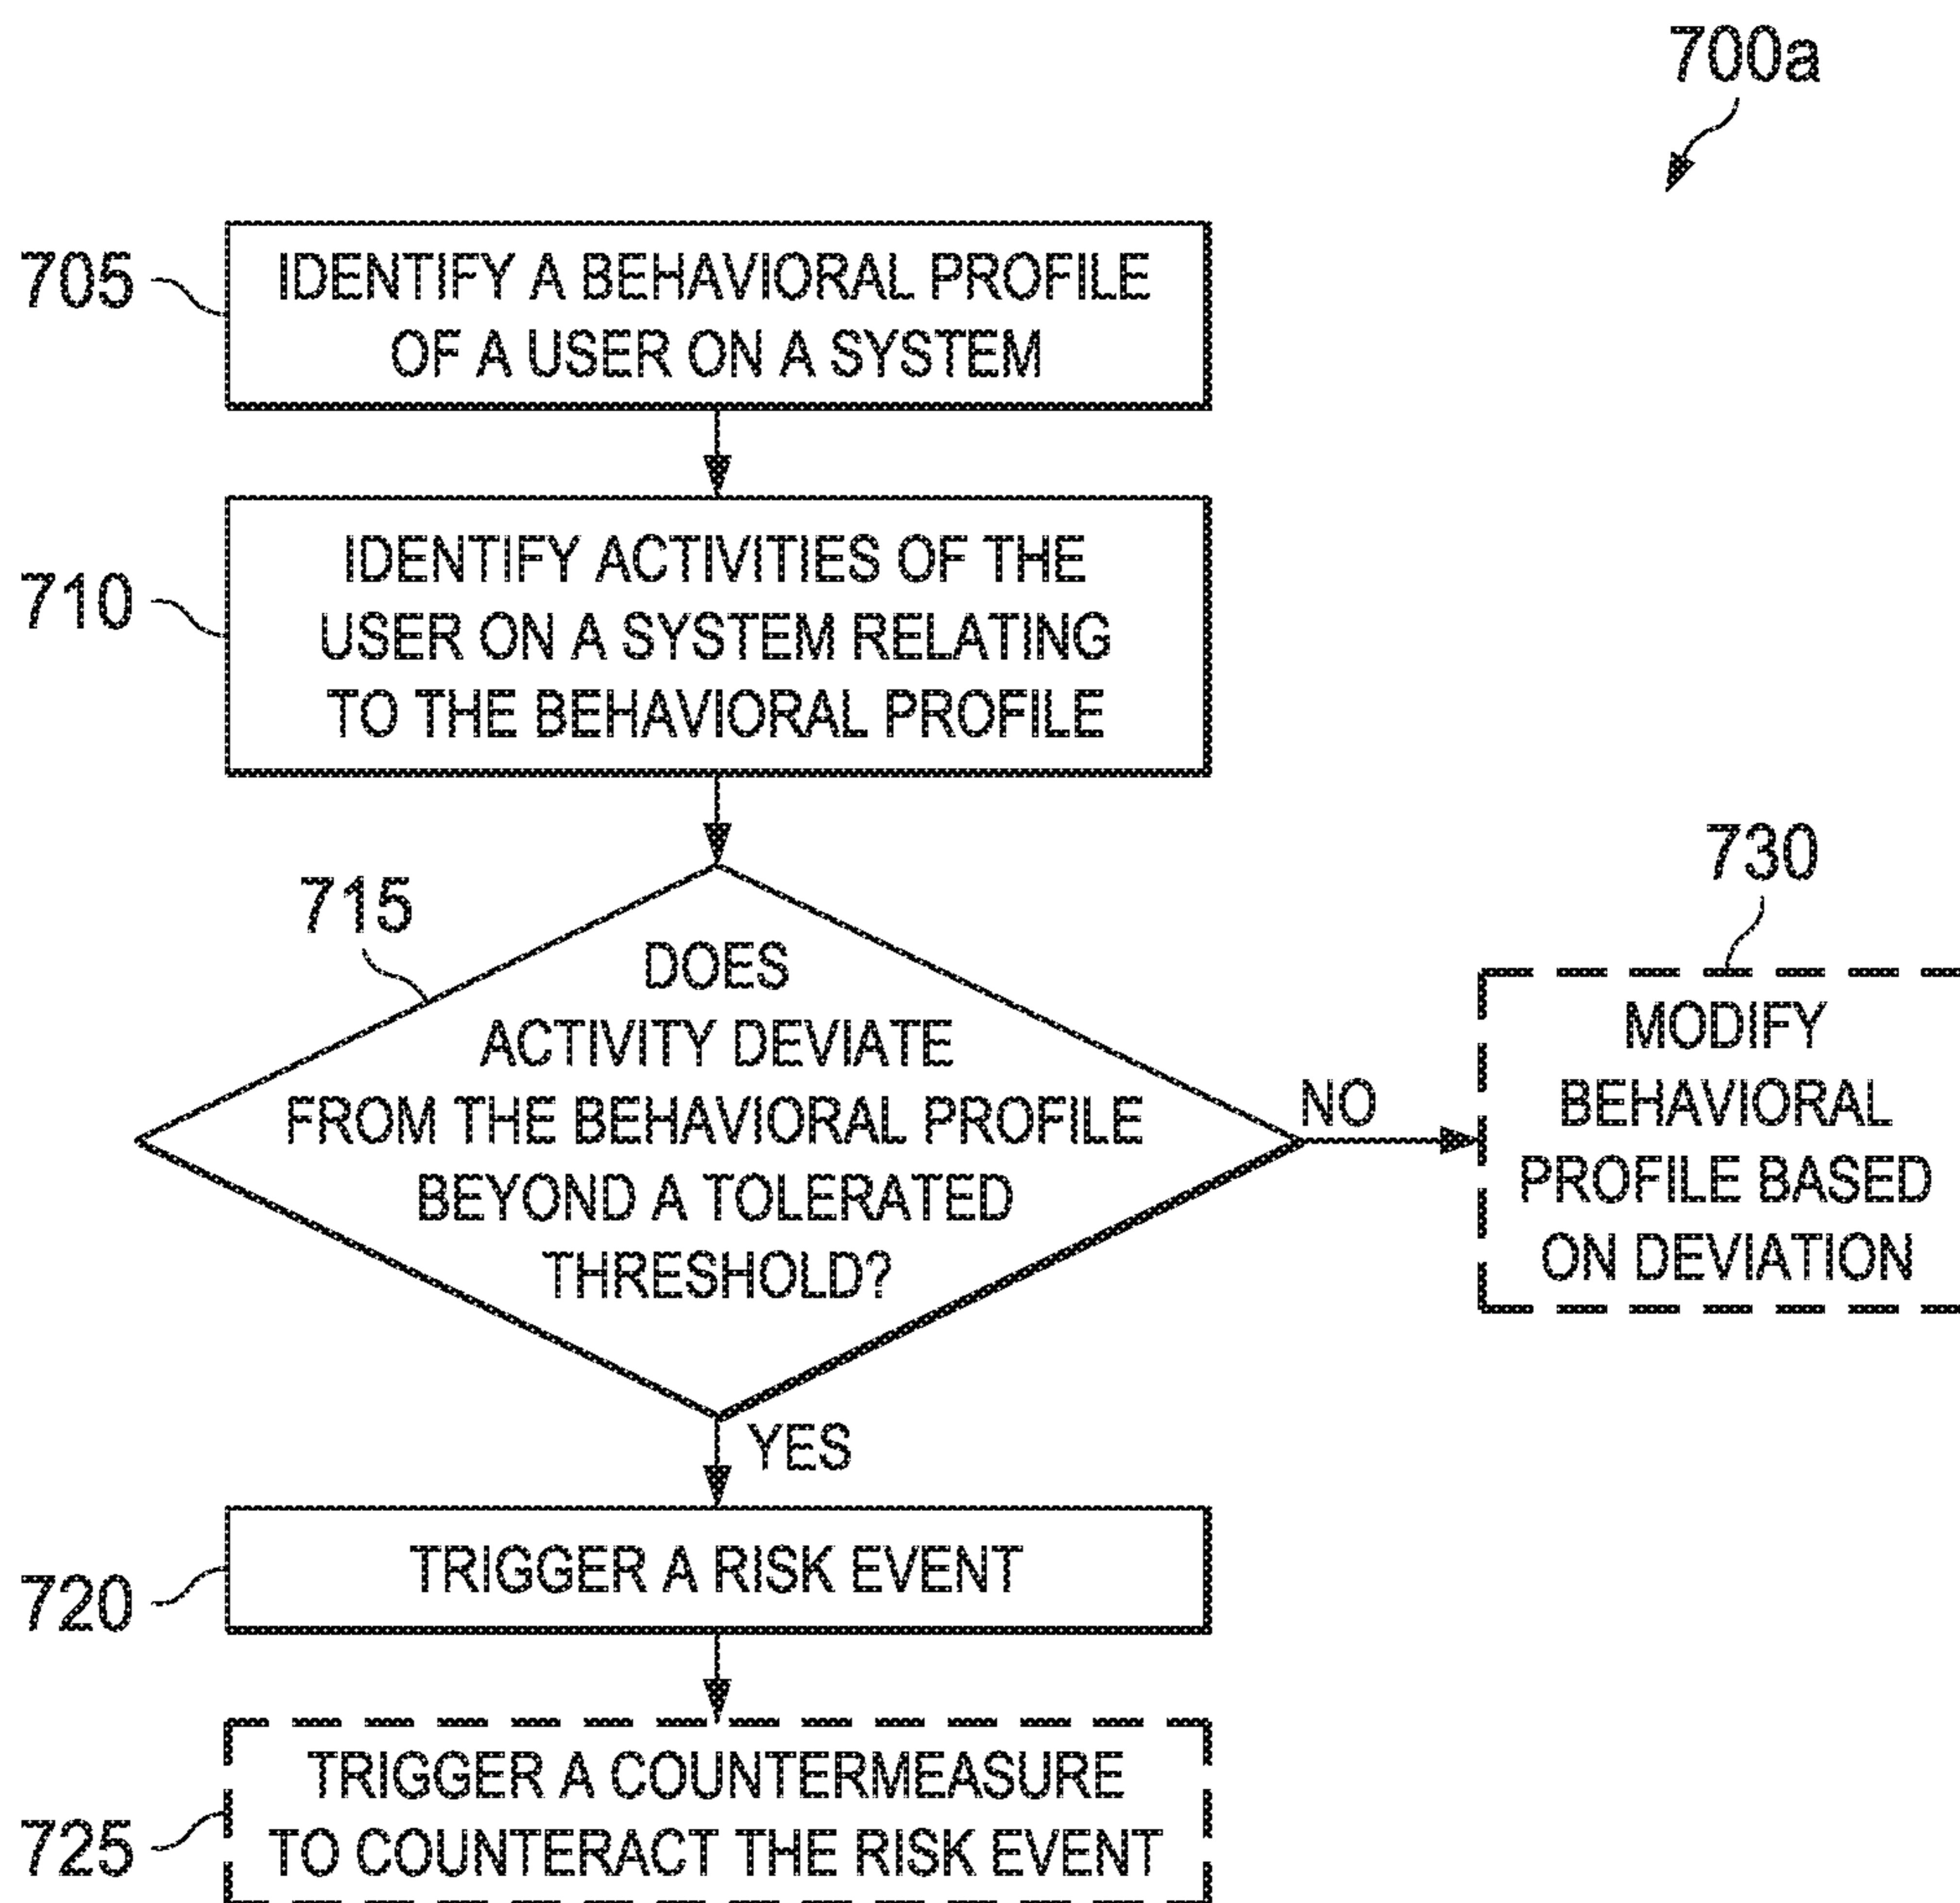 700a
705
IDENTIFY A BEHAVIORAL PROFILE
OF A USER ON A SYSTEM
710
IDENTIFY ACTIVITIES OF THE
USER ON A SYSTEM RELATING
TO THE BEHAVIORAL PROFILE
715
DOES
ACTIVITY DEVIATE
FROM THE BEHAVIORAL PROFILE
BEYOND A TOLERATED
THRESHOLD?
NO
730
MODIFY
BEHAVIORAL
PROFILE BASED
ON DEVIATION
YES
720
TRIGGER A RISK EVENT
725
TRIGGER A COUNTERMEASURE
TO COUNTERACT THE RISK EVENT